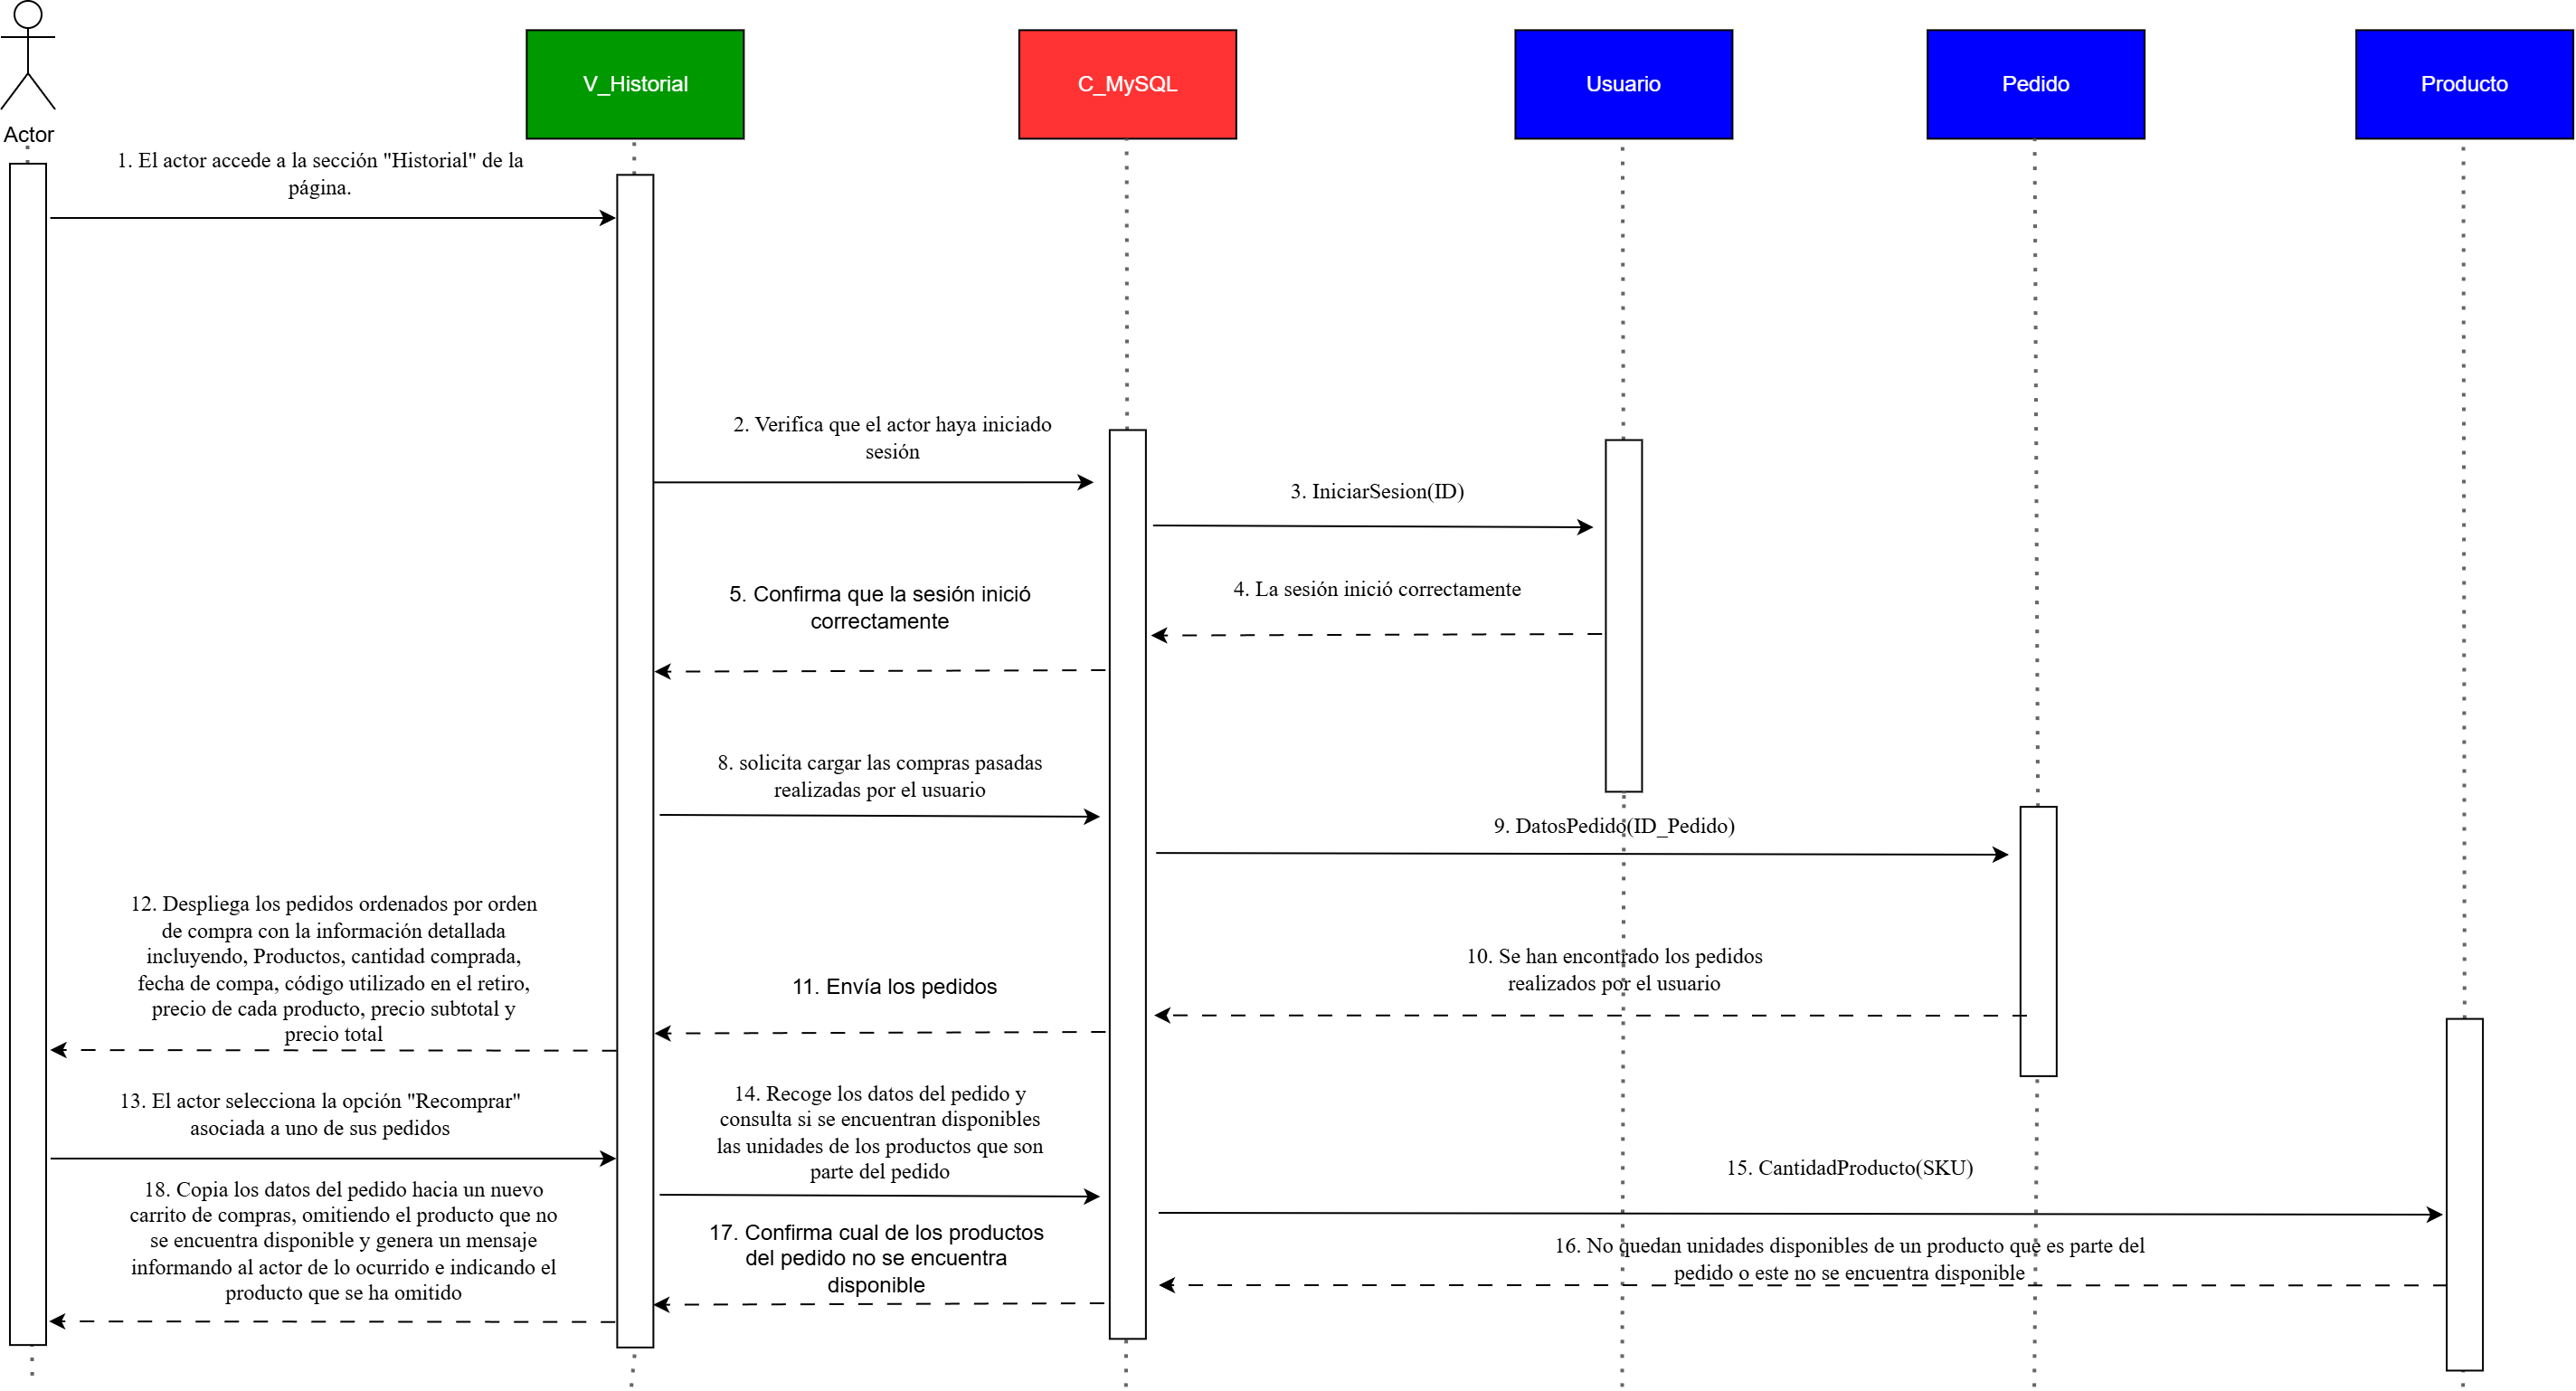 V_Historial
C_MySQL
Usuario
Pedido
Producto
Actor
1. El actor accede a la sección "Historial" de la
página.
2. Verifica que el actor haya iniciado
sesión
3. IniciarSesion(ID)
4. La sesión inició correctamente
5. Confirma que la sesión inició
correctamente
8. solicita cargar las compras pasadas
realizadas por el usuario
9. DatosPedido(ID_Pedido)
10. Se han encontrado los pedidos
realizados por el usuario
11. Envía los pedidos
12. Despliega los pedidos ordenados por orden
de compra con la información detallada
incluyendo, Productos, cantidad comprada,
fecha de compa, código utilizado en el retiro,
precio de cada producto, precio subtotal y
precio total
13. El actor selecciona la opción "Recomprar"
asociada a uno de sus pedidos
14. Recoge los datos del pedido y
consulta si se encuentran disponibles
las unidades de los productos que son
parte del pedido
15. CantidadProducto(SKU)
16. No quedan unidades disponibles de un producto que es parte del
pedido o este no se encuentra disponible
17. Confirma cual de los productos
del pedido no se encuentra
disponible
18. Copia los datos del pedido hacia un nuevo
carrito de compras, omitiendo el producto que no
se encuentra disponible y genera un mensaje
informando al actor de lo ocurrido e indicando el
producto que se ha omitido